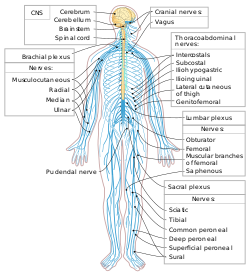 CNS
Cerebrum
Cerebellum
Brainstem
Spinal cord
Brachial plexus
Nerves:
Musculocutaneous
Radial
Median
Ulnar
Pudendal nerve
Cranial nerves:
Vagus
Thoracoabdominal
nerves:
Intercostals
Subcostal
Iliohypogastric
Ilioinguinal
Lateral cutaneous
of thigh
Genitofemoral
Lumbar plexus
Nerves:
Obturator
Femoral
Muscular branches
of femoral
Saphenous
Sacral plexus
Nerves:
Sciatic
Tibial
Common peroneal
Deep peroneal
Superficial peroneal
Sural